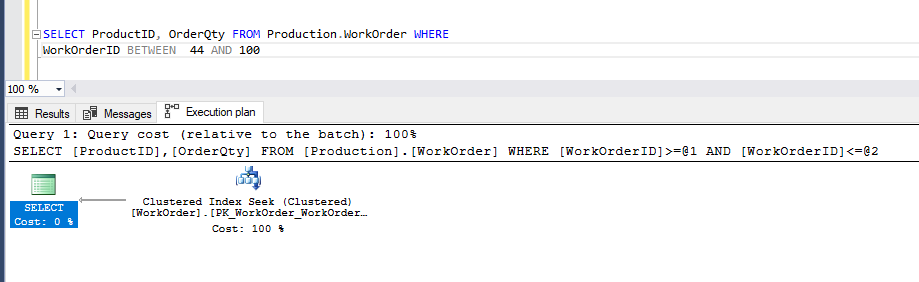 SELECT ProductID, OrderQty FROM Production.WorkOrder WHERE
WorkOrderID BETWEEN  44 AND 100
100 %
Results Messages Execution plan
Query 1: Query cost (relative to the batch): 100%
SELECT [ProductID],[OrderQty] FROM [Production].[WorkOrder] WHERE [WorkOrderID]>=@1 AND [WorkOrderID]<=@2
SELECT
Cost: 0 %
Clustered Index Seek (Clustered)
[WorkOrder].[PK_WorkOrder_WorkOrder…
Cost: 100 %